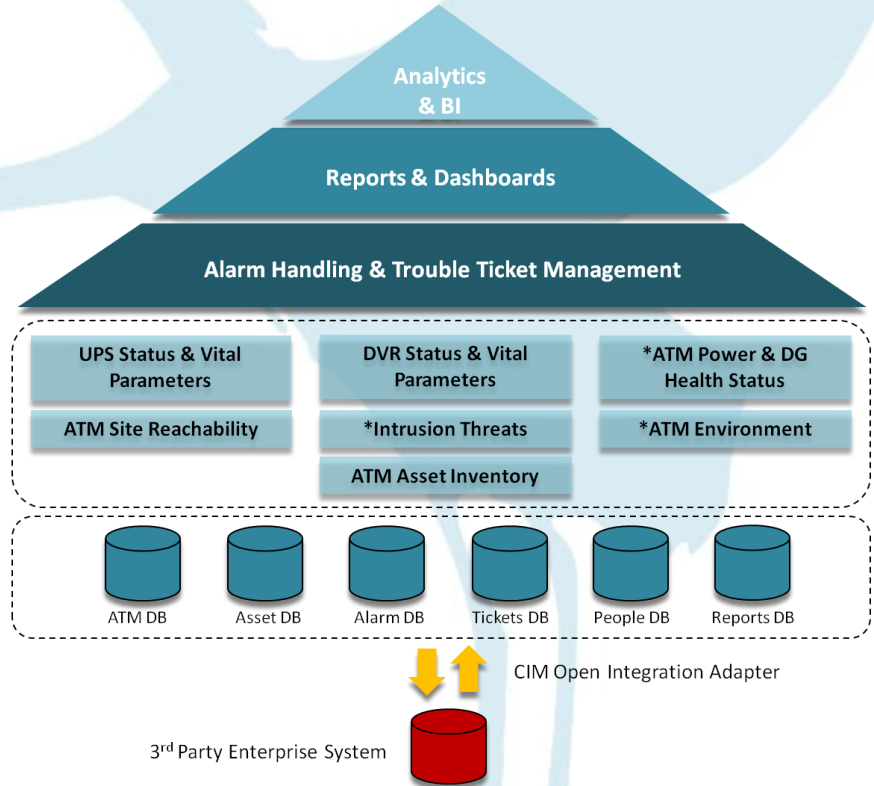 Analytics
& BI
Reports & Dashboards
Alarm Handling & Trouble Ticket Management
UPS Status & Vital
Parameters
DVR Status & Vital
Parameters
*ATM Power & DG
Health Status
ATM Site Reachability
*Intrusion Threats
*ATM Environment
ATM Asset Inventory
ATM DB
Asset DB
Alarm DB
Tickets DB
People DB
Reports DB
CIM Open Integration Adapter
3rd Party Enterprise System